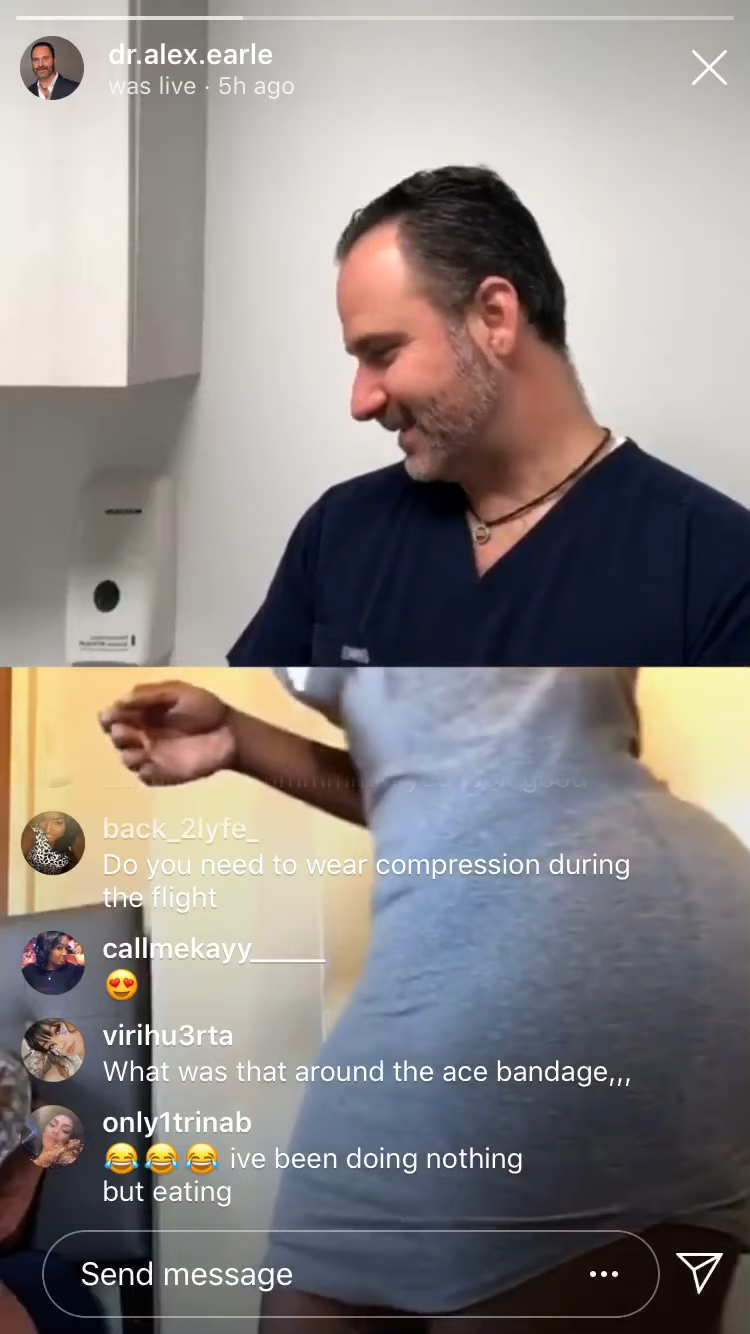 dr.alex.earle
was live · 5h ago
back_2lyfe_
Do you need to wear compression during
the flight
callmekayy______
😍
virihu3rta
What was that around the ace bandage,,,
only1trinab
😂😂😂 ive been doing nothing
but eating
Send message